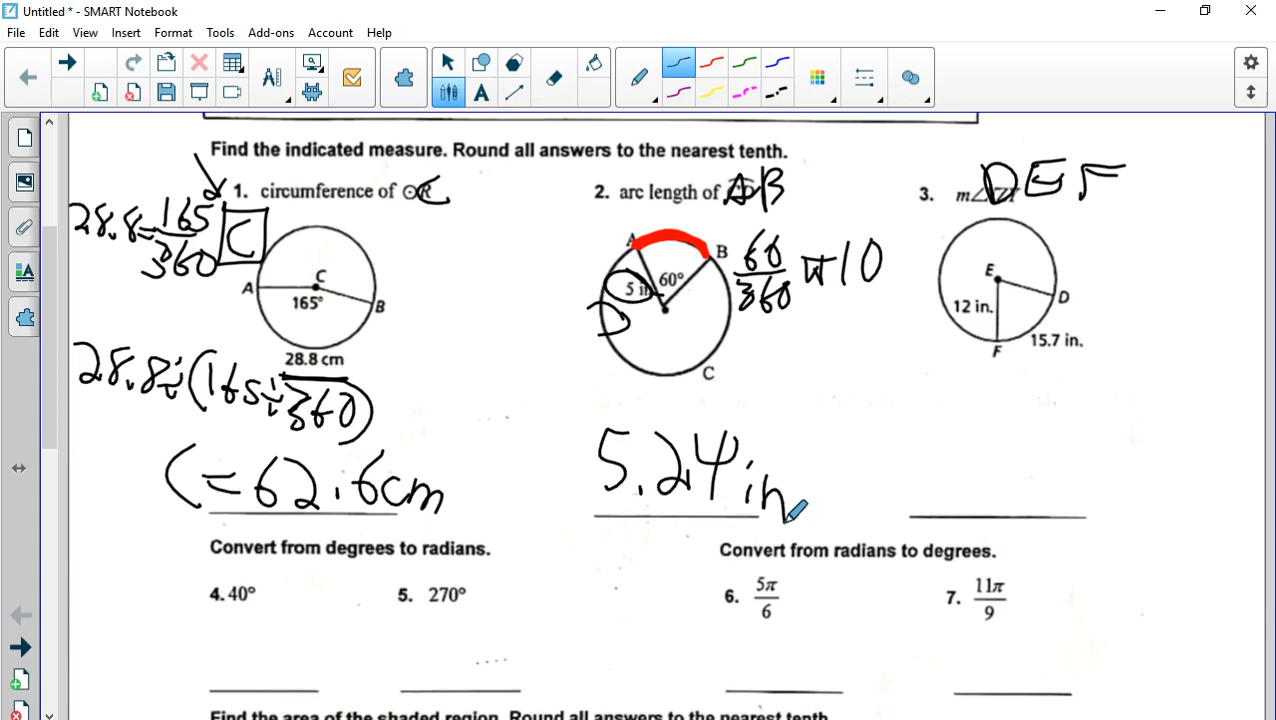 Untitled * - SMART Notebook
File Edit View Insert Format Tools Add-ons Account Help
Find the indicated measure. Round all answers to the nearest tenth.
1. circumference of ⊙C
2. arc length of AB
3. m∠DEF
28.8=165/360 C
C
A
165°
B
28.8 cm
28.8÷(165÷360)
C=62.6cm
A
B
5 in
60°
C
60/360 π10
5.24in
E
12 in.
D
F
15.7 in.
Convert from degrees to radians.
Convert from radians to degrees.
4. 40°
5. 270°
6. 5π/6
7. 11π/9
Find the area of the shaded region. Round all answers to the nearest tenth.